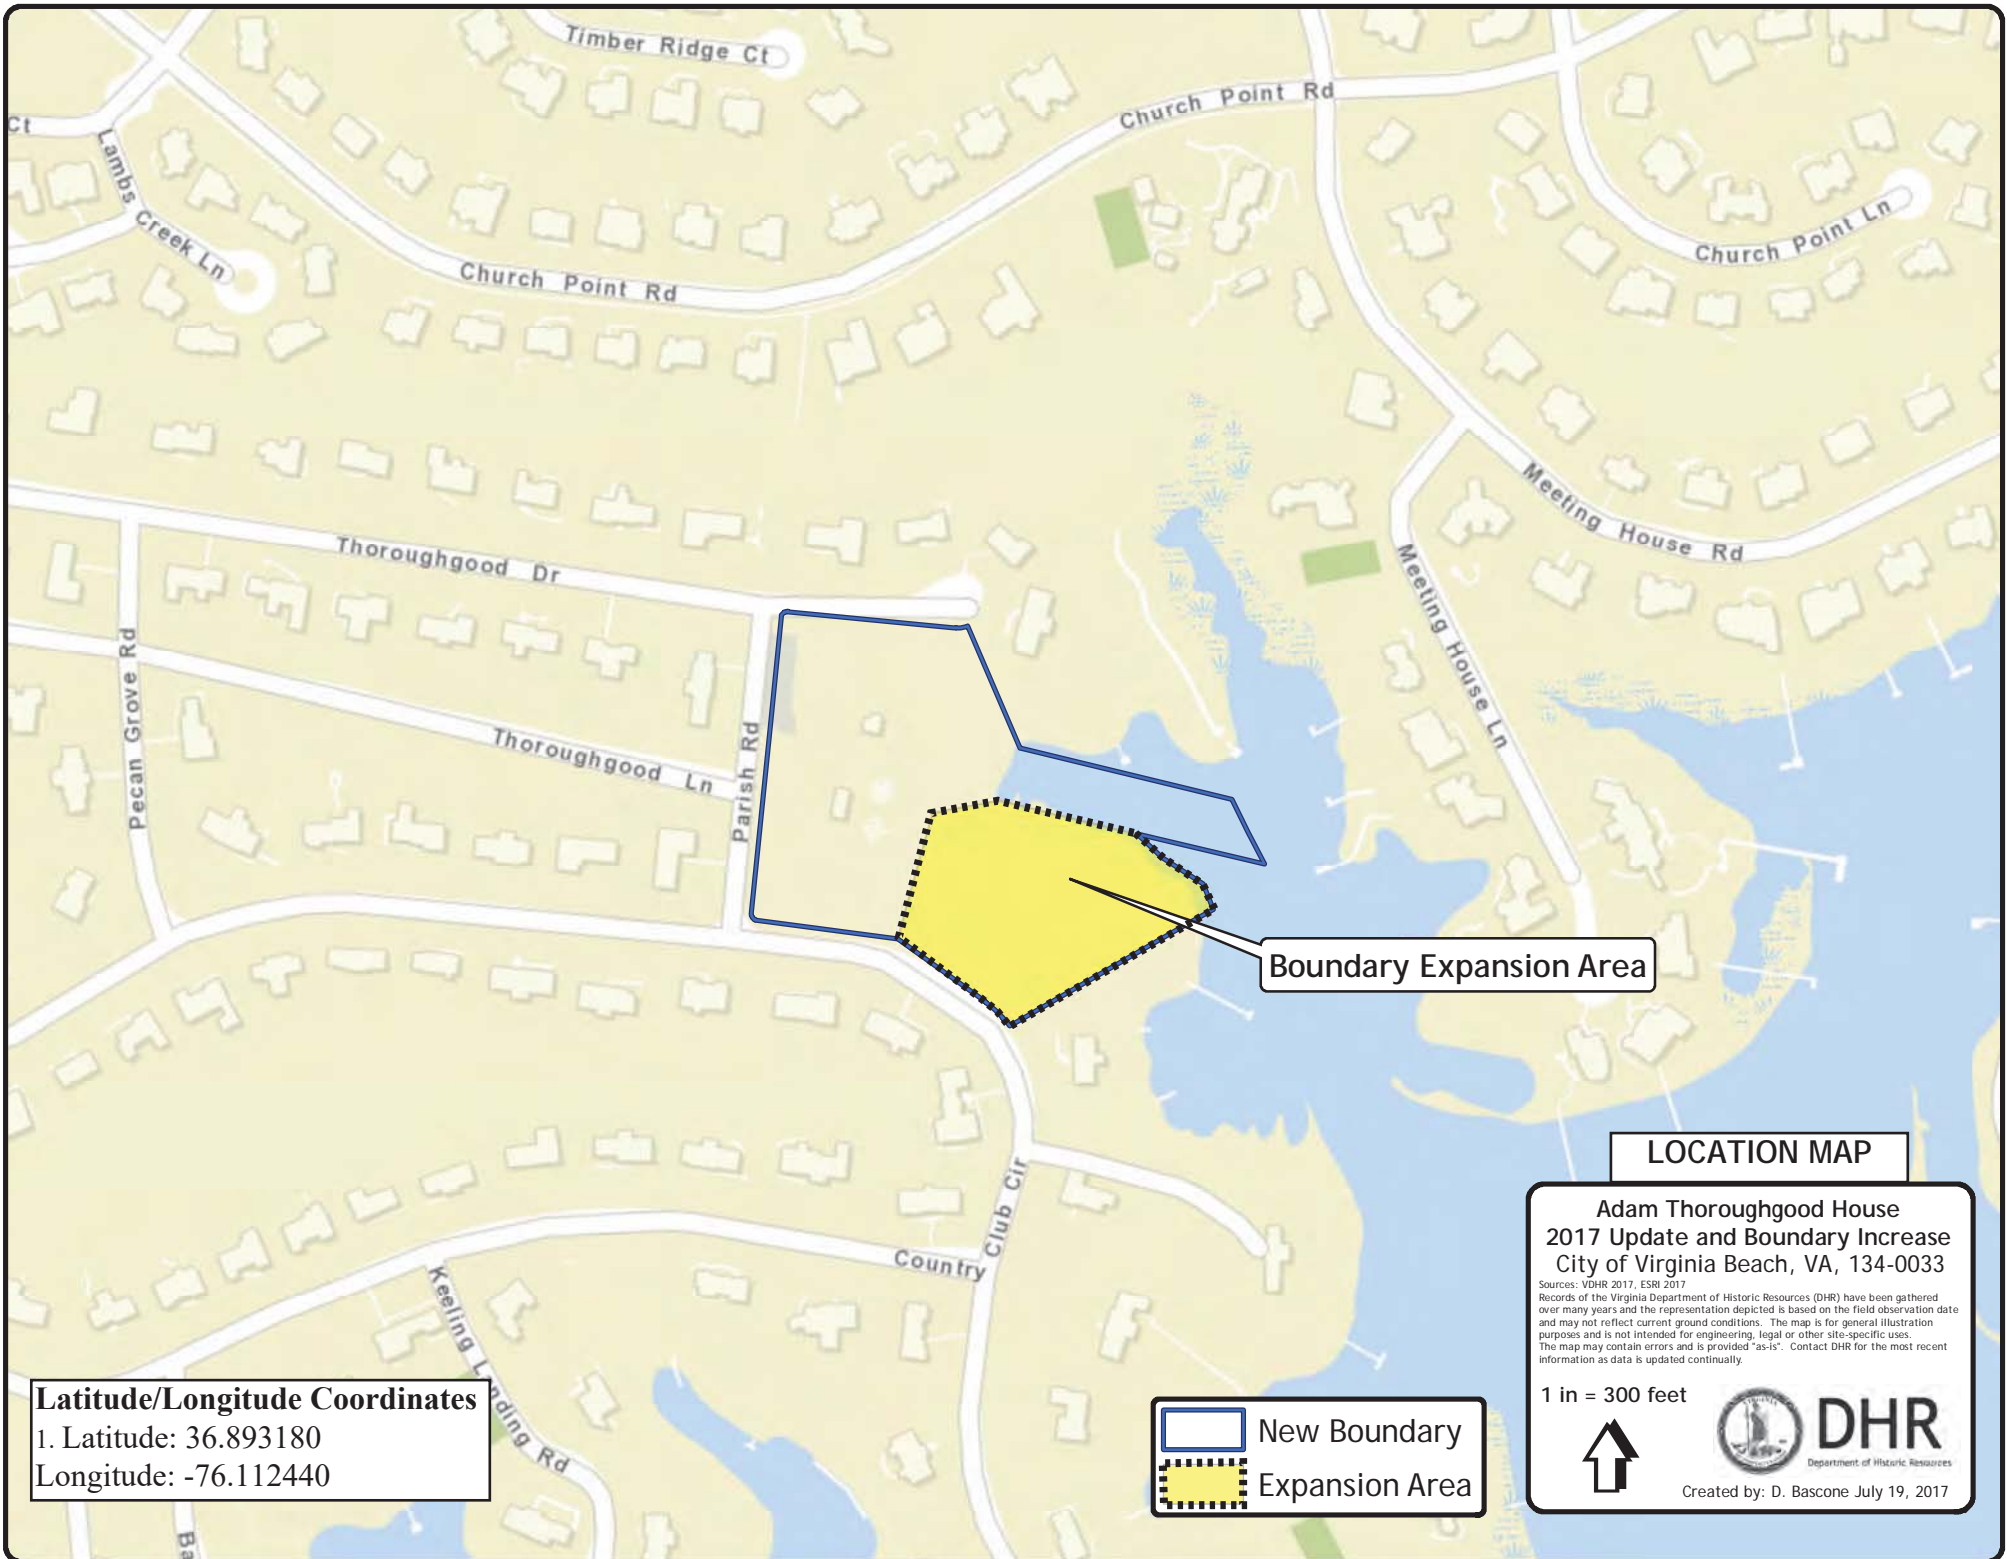 Timber Ridge Ct
Church Point Rd
Ct
Lambs Creek Ln
Church Point Ln
Church Point Rd
Meeting House Rd
Thoroughgood Dr
Meeting House Ln
Pecan Grove Rd
Thoroughgood Ln
Parish Rd
Boundary Expansion Area
Club Cir
Country
Keeling Landing Rd
Ba
LOCATION MAP
Adam Thoroughgood House
2017 Update and Boundary Increase
City of Virginia Beach, VA, 134-0033
Sources: VDHR 2017, ESRI 2017
Records of the Virginia Department of Historic Resources (DHR) have been gathered
over many years and the representation depicted is based on the field observation date
and may not reflect current ground conditions. The map is for general illustration
purposes and is not intended for engineering, legal or other site-specific uses.
The map may contain errors and is provided "as-is". Contact DHR for the most recent
information as data is updated continually.
1 in = 300 feet
DHR
Department of Historic Resources
Created by: D. Bascone July 19, 2017
Latitude/Longitude Coordinates
1. Latitude: 36.893180
Longitude: -76.112440
New Boundary
Expansion Area